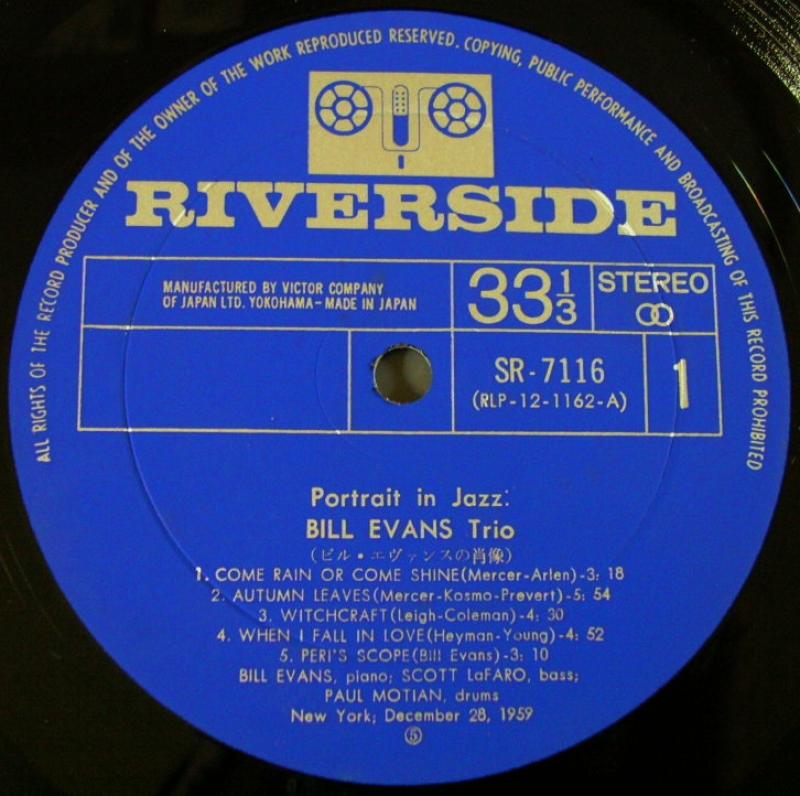 ALL RIGHTS OF THE RECORD PRODUCER AND OF THE OWNER OF THE WORK REPRODUCED RESERVED. COPYING, PUBLIC PERFORMANCE AND BROADCASTING OF THIS RECORD PROHIBITED
RIVERSIDE
MANUFACTURED BY VICTOR COMPANY
OF JAPAN LTD. YOKOHAMA-MADE IN JAPAN
33 1/3
STEREO
SR-7116
(RLP-12-1162-A)
1
Portrait in Jazz:
BILL EVANS Trio
(ビル・エヴァンスの肖像)
1. COME RAIN OR COME SHINE(Mercer-Arlen)-3: 18
2. AUTUMN LEAVES(Mercer-Kosmo-Prevert)-5: 54
3. WITCHCRAFT(Leigh-Coleman)-4: 30
4. WHEN I FALL IN LOVE(Heyman-Young)-4: 52
5. PERI'S SCOPE(Bill Evans)-3: 10
BILL EVANS, piano; SCOTT LaFARO, bass;
PAUL MOTIAN, drums
New York; December 28, 1959
⑤